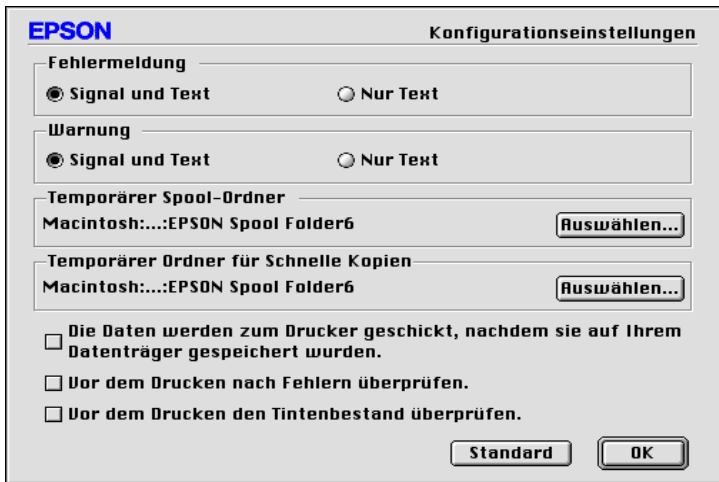 EPSON Konfigurationseinstellungen
Fehlermeldung
Signal und Text Nur Text
Warnung
Signal und Text Nur Text
Temporärer Spool-Ordner
Macintosh:...:EPSON Spool Folder6 Auswählen...
Temporärer Ordner für Schnelle Kopien
Macintosh:...:EPSON Spool Folder6 Auswählen...
Die Daten werden zum Drucker geschickt, nachdem sie auf Ihrem
Datenträger gespeichert wurden.
Vor dem Drucken nach Fehlern überprüfen.
Vor dem Drucken den Tintenbestand überprüfen.
Standard OK